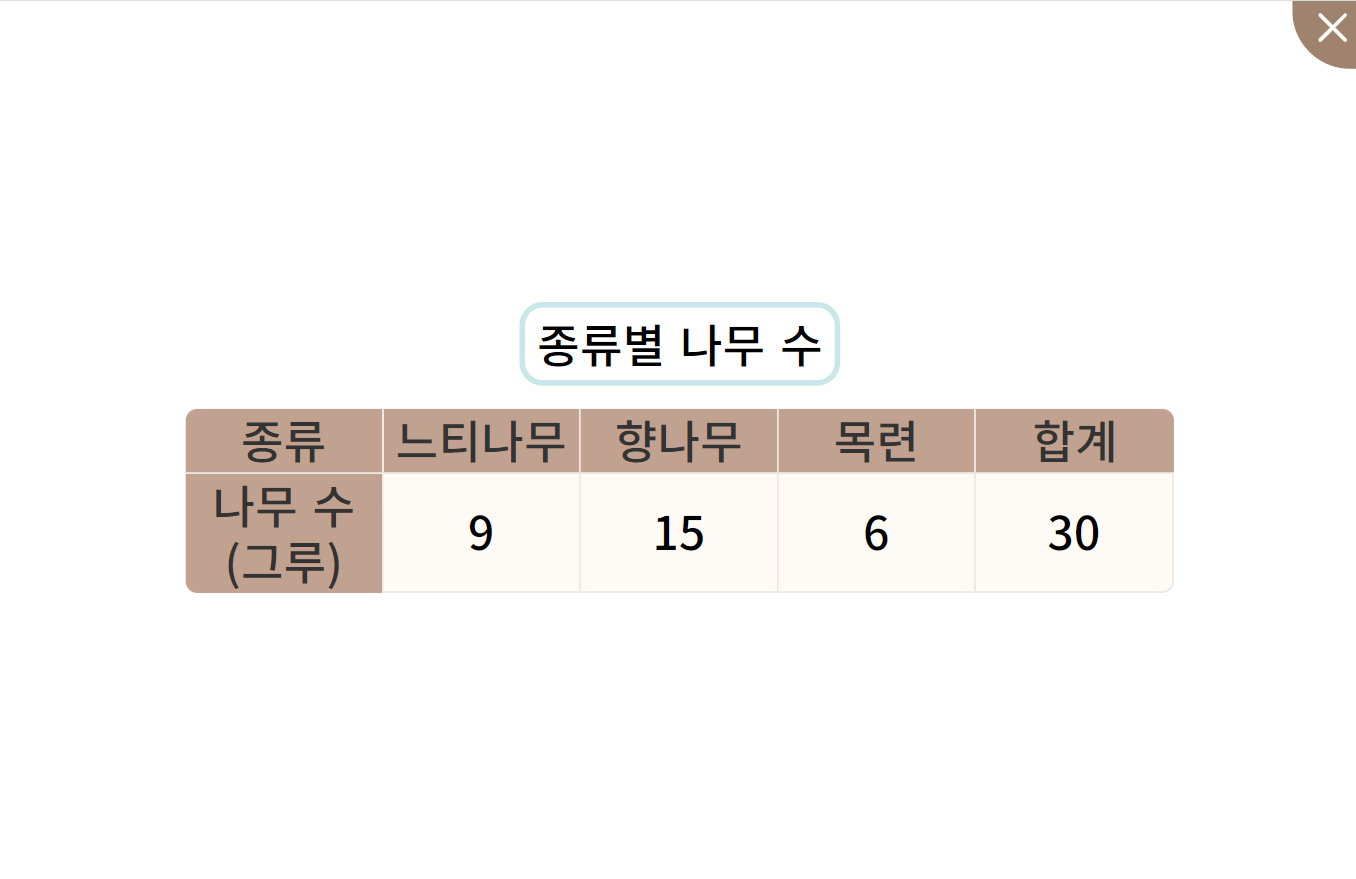 종류별 나무 수
종류 느티나무 향나무 목련 합계
나무 수
(그루) 9 15 6 30